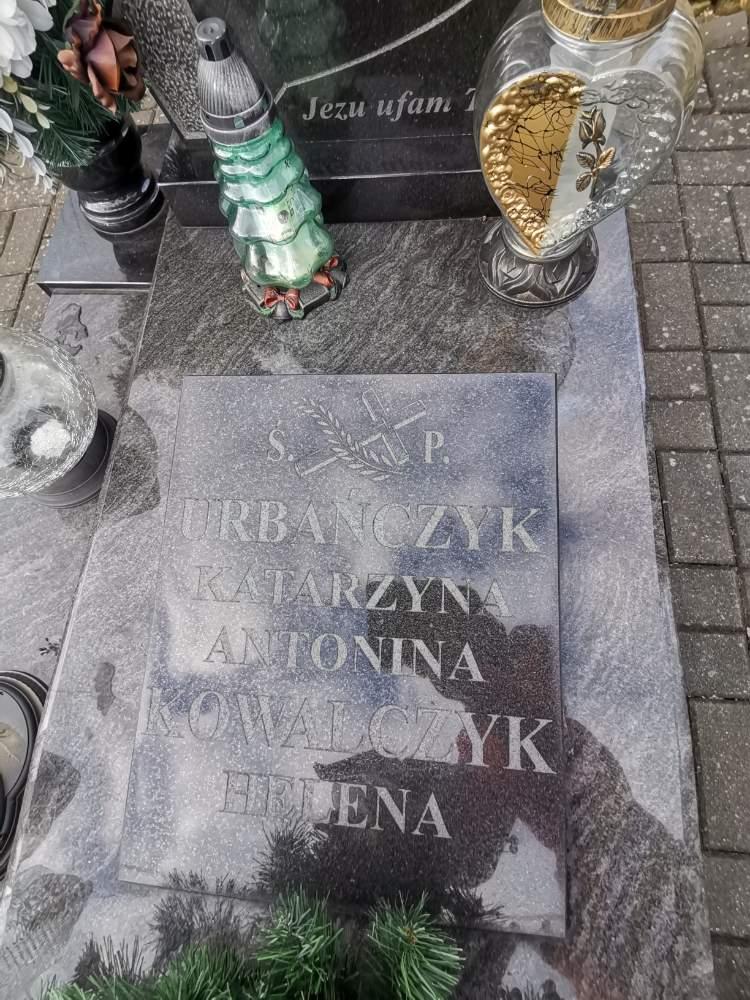 Jezu ufam
Ś. P.
URBAŃCZYK
KATARZYNA
ANTONINA
KOWALCZYK
HELENA